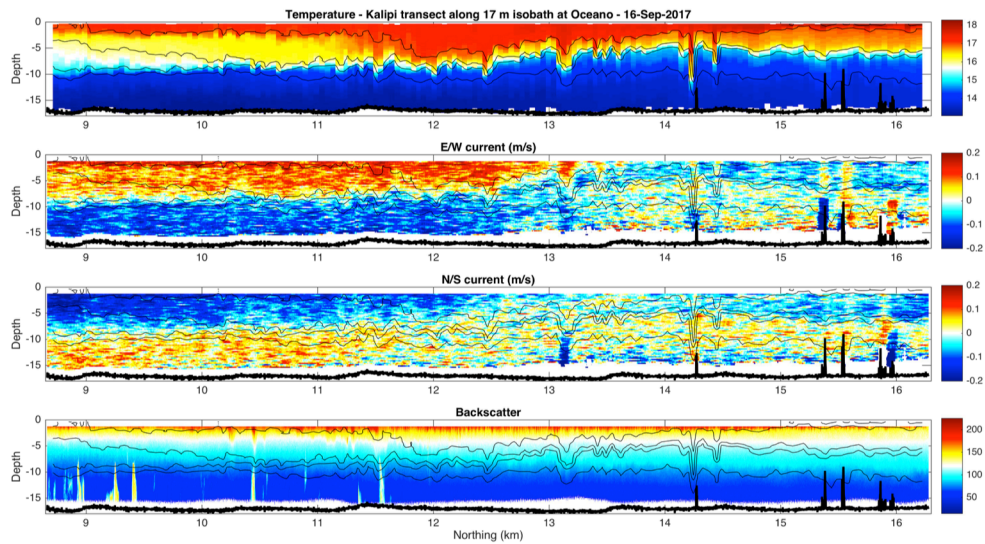 Temperature - Kalipi transect along 17 m isobath at Oceano - 16-Sep-2017
0
-5
-10
-15
Depth
9 10 11 12 13 14 15 16
18
17
16
15
14
E/W current (m/s)
0
-5
-10
-15
Depth
9 10 11 12 13 14 15 16
0.2
0.1
0
-0.1
-0.2
N/S current (m/s)
0
-5
-10
-15
Depth
9 10 11 12 13 14 15 16
0.2
0.1
0
-0.1
-0.2
Backscatter
0
-5
-10
-15
Depth
9 10 11 12 13 14 15 16
200
150
100
50
Northing (km)